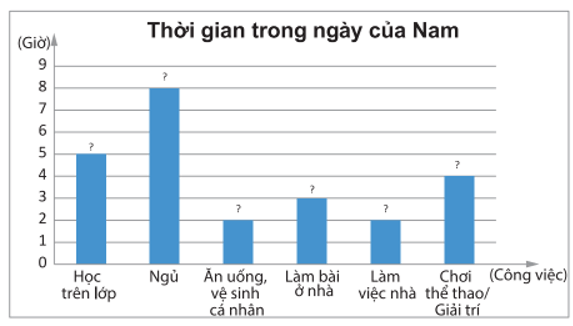 Thời gian trong ngày của Nam
(Giờ)
9
8
7
6
5
4
3
2
1
0
?
?
?
?
?
?
Học
trên lớp
Ngủ
Ăn uống,
vệ sinh
cá nhân
Làm bài
ở nhà
Làm
việc nhà
Chơi
thể thao/
Giải trí
(Công việc)